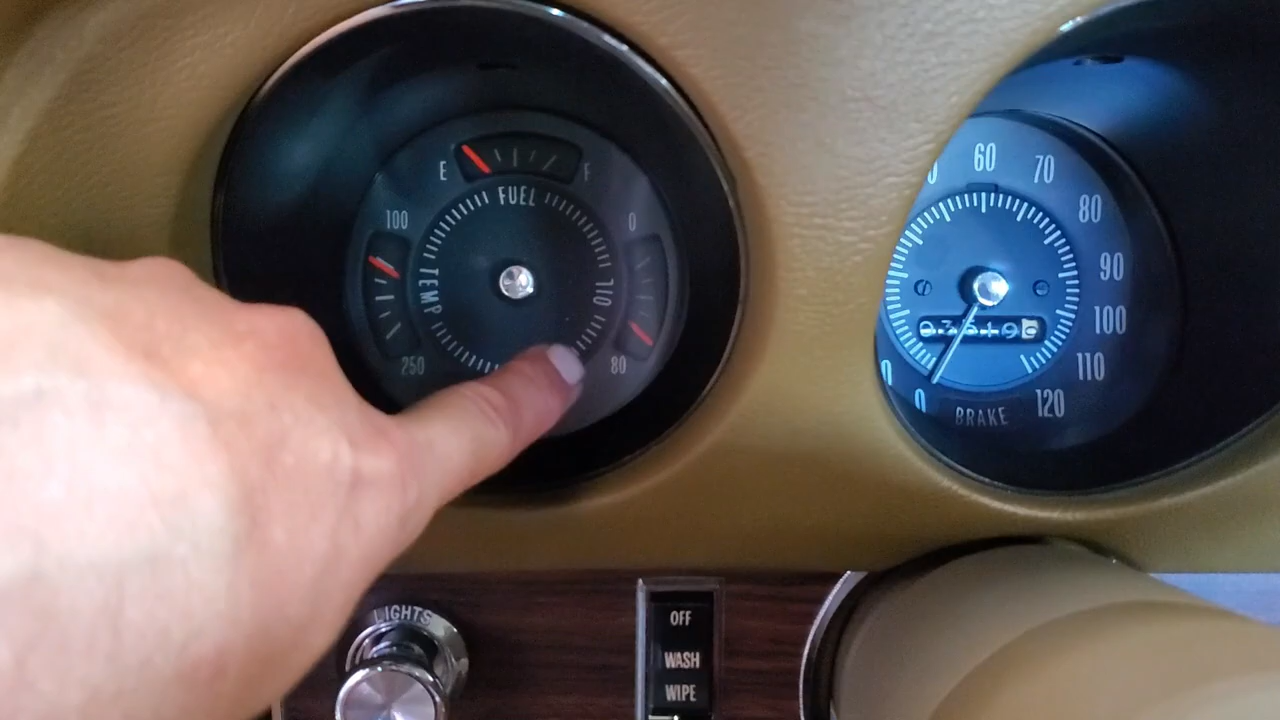 E
F
FUEL
100
TEMP
250
0
OIL
80
60
70
80
90
100
110
120
0
BRAKE
LIGHTS
OFF
WASH
WIPE